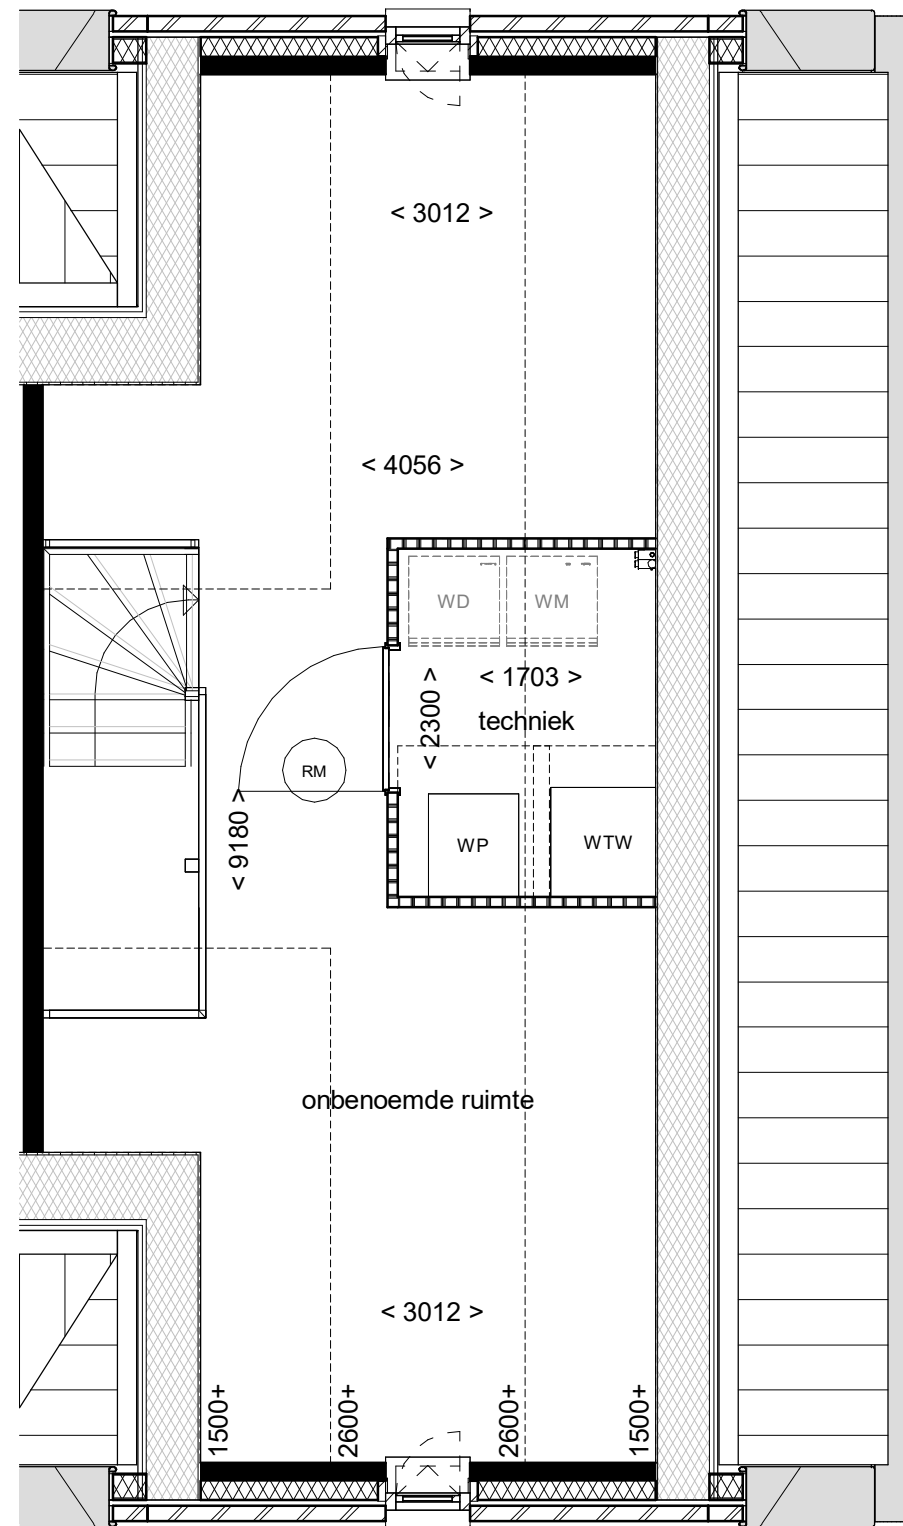 < 3012 >
< 4056 >
WD
WM
< 1703 >
< 2300 >
techniek
RM
< 9180 >
WP
WTW
onbenoemde ruimte
< 3012 >
1500+
2600+
2600+
1500+